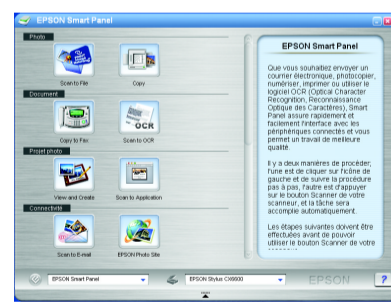 EPSON Smart Panel
Photo
Scan to File
Copy
Document
Copy to Fax
Scan to OCR
OCR
Projet photo
View and Create
Scan to Application
Connectivité
Scan to E-mail
EPSON Photo Site
EPSON Smart Panel
Que vous souhaitiez envoyer un
courrier électronique, photocopier,
numériser, imprimer ou utiliser le
logiciel OCR (Optical Character
Recognition, Reconnaissance
Optique des Caractères), Smart
Panel assure rapidement et
facilement l'interface avec les
périphériques connectés et vous
permet un travail de meilleure
qualité.
Il y a deux manières de procéder,
l'une est de cliquer sur l'icône de
gauche et de suivre la procédure
pas à pas, l'autre est d'appuyer
sur le bouton Scanner de votre
scanneur, et la tâche sera
accomplie automatiquement.
Les étapes suivantes doivent être
effectuées avant de pouvoir
utiliser le bouton Scanner de votre
EPSON Smart Panel
EPSON Stylus CX6600
EPSON
?